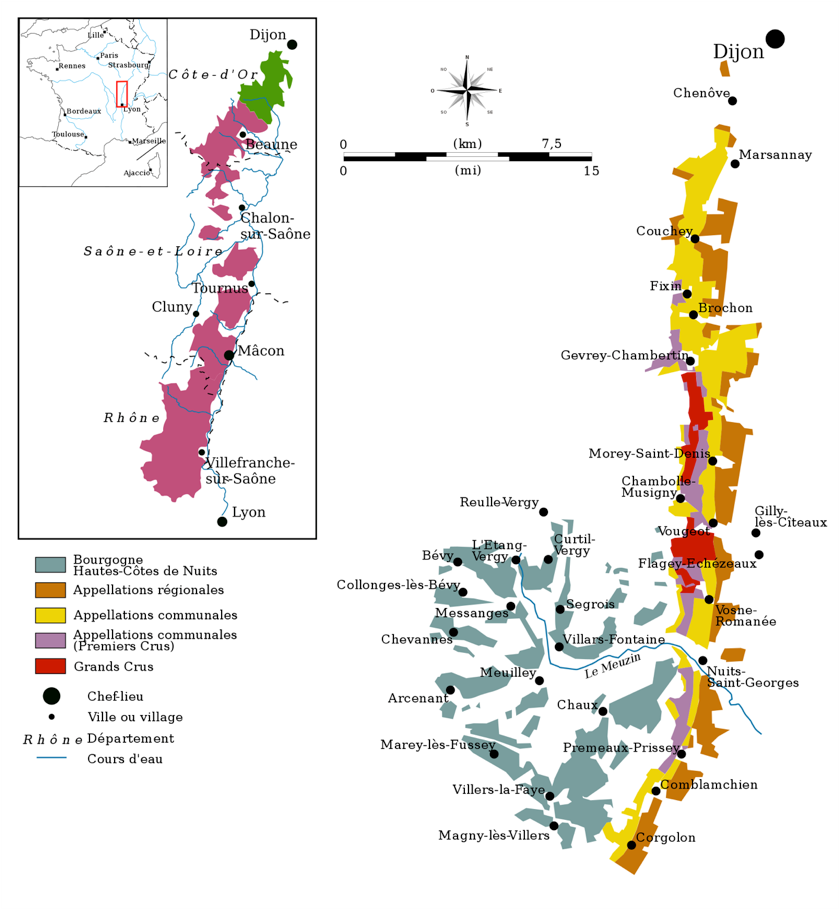 Lille
Paris
Strasbourg
Rennes
Lyon
Bordeaux
Toulouse
Marseille
Ajaccio
Dijon
Côte-d'Or
Beaune
Chalon-
sur-Saône
Saône-et-Loire
Tournus
Cluny
Mâcon
Rhône
Villefranche-
sur-Saône
Lyon
Bourgogne
Hautes-Côtes de Nuits
Appellations régionales
Appellations communales
Appellations communales
(Premiers Crus)
Grands Crus
Chef-lieu
Ville ou village
Rhône Département
Cours d'eau
N
NO NE
O E
SO SE
S
0 (km) 7,5
0 (mi) 15
Dijon
Chenôve
Marsannay
Couchey
Fixin
Brochon
Gevrey-Chambertin
Morey-Saint-Denis
Chambolle-
Musigny
Gilly-
lès-Cîteaux
Vougeot
Flagey-Echézeaux
Vosne-
Romanée
Reulle-Vergy
L'Etang-
Vergy
Curtil-
Vergy
Bévy
Collonges-lès-Bévy
Messanges
Segrois
Chevannes
Villars-Fontaine
Le Meuzin
Meuilley
Nuits-
Saint-Georges
Arcenant
Chaux
Marey-lès-Fussey
Premeaux-Prissey
Villers-la-Faye
Comblamchien
Magny-lès-Villers
Corgolon